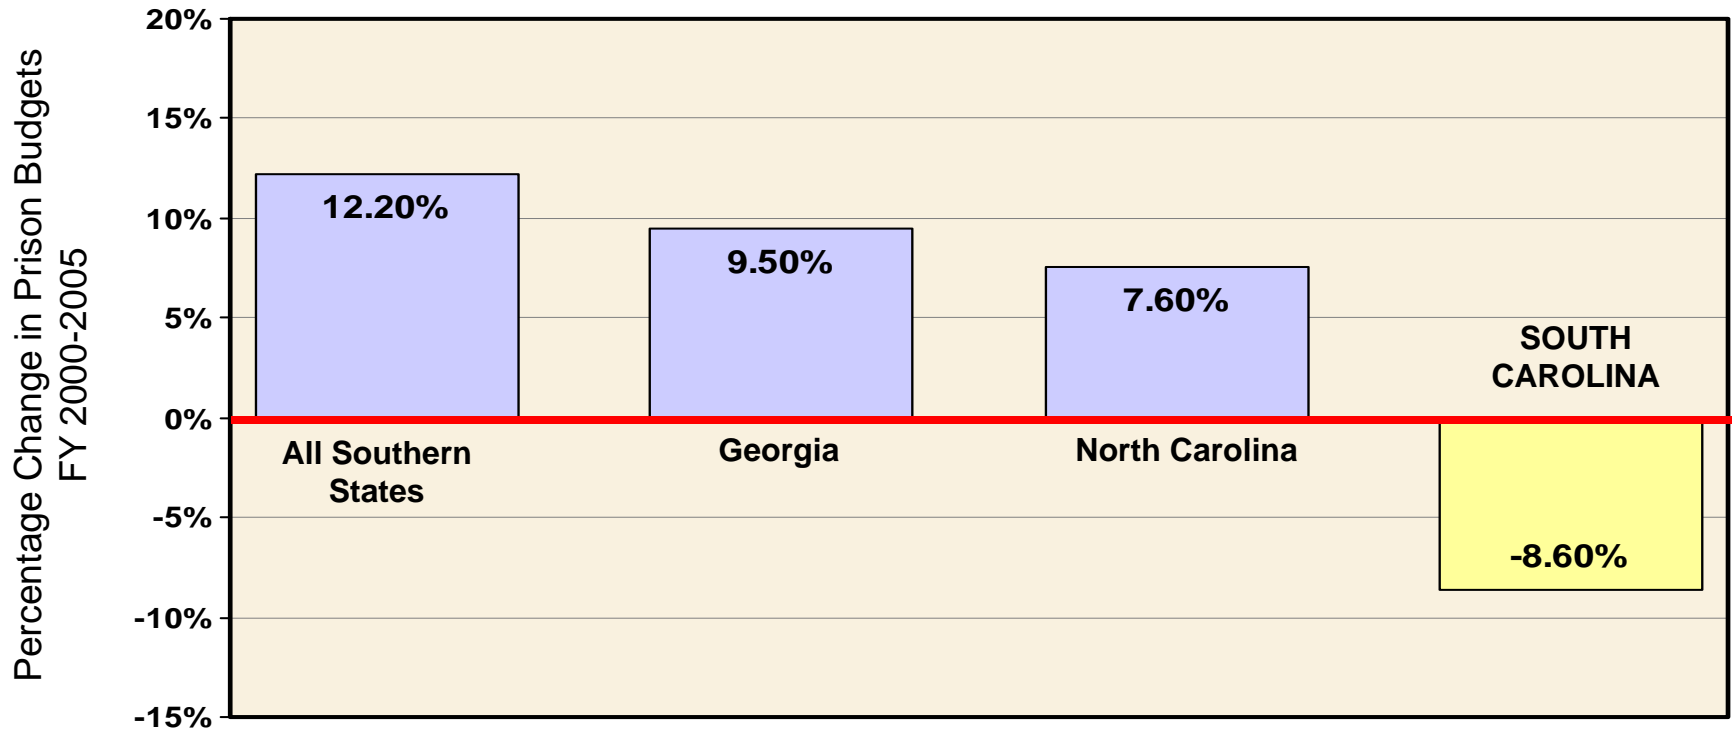 Percentage Change in Prison Budgets
FY 2000-2005
20%
15%
10%
5%
0%
-5%
-10%
-15%
12.20%
9.50%
7.60%
SOUTH
CAROLINA
All Southern
States
Georgia
North Carolina
-8.60%